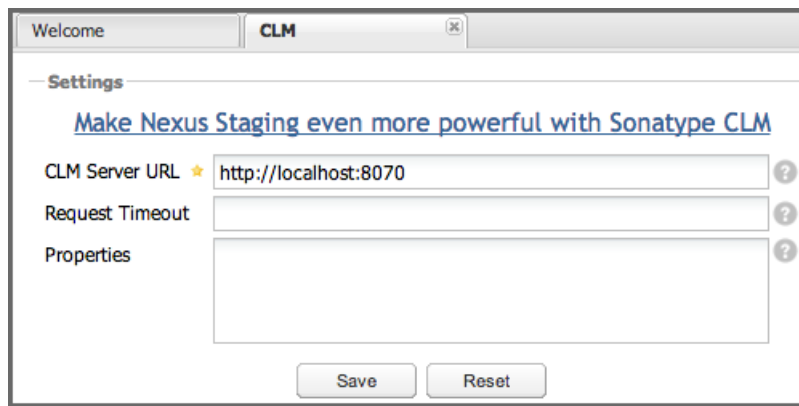 Welcome
CLM
Settings
Make Nexus Staging even more powerful with Sonatype CLM
CLM Server URL http://localhost:8070
Request Timeout
Properties
Save Reset